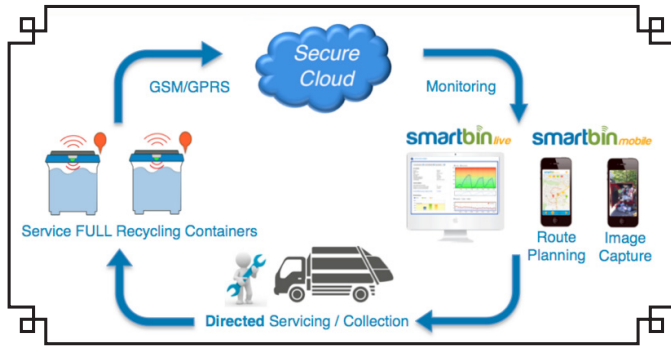 Secure
Cloud
GSM/GPRS
Monitoring
smartbin live
smartbin mobile
Service FULL Recycling Containers
Route
Planning
Image
Capture
Directed Servicing / Collection